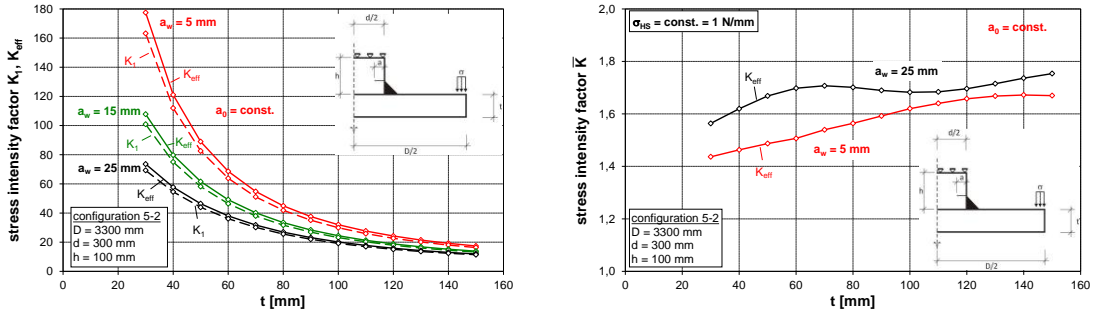 stress intensity factor K1, Keff
180
160
140
120
100
80
60
40
20
0
0 20 40 60 80 100 120 140 160
t [mm]
aw = 5 mm
K1
Keff
a0 = const.
aw = 15 mm
K1
Keff
aw = 25 mm
Keff
K1
configuration 5-2
D = 3300 mm
d = 300 mm
h = 100 mm
d/2
h
a
σ
t
D/2
stress intensity factor K̅
2,0
1,8
1,6
1,4
1,2
1,0
0 20 40 60 80 100 120 140 160
t [mm]
σHS = const. = 1 N/mm
a0 = const.
Keff
aw = 25 mm
aw = 5 mm
Keff
configuration 5-2
D = 3300 mm
d = 300 mm
h = 100 mm
d/2
h
a
σ
t
D/2